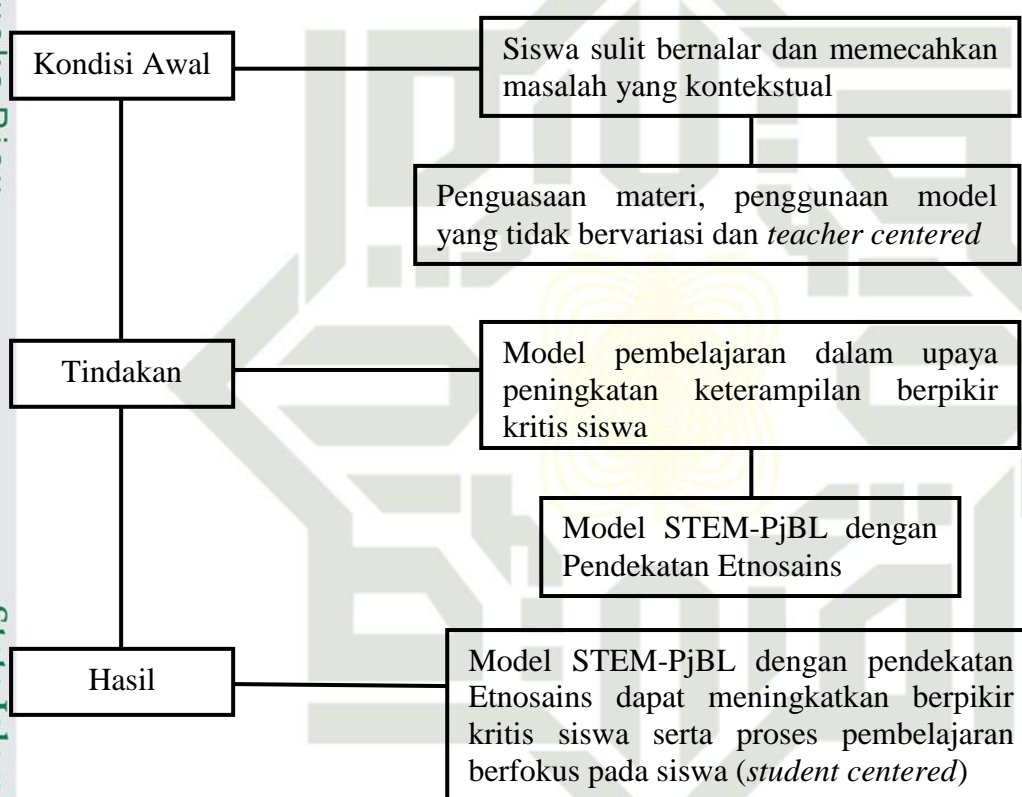 Kondisi Awal
Siswa sulit bernalar dan memecahkan
masalah yang kontekstual
Penguasaan materi, penggunaan model
yang tidak bervariasi dan teacher centered
Tindakan
Model pembelajaran dalam upaya
peningkatan keterampilan berpikir
kritis siswa
Model STEM-PjBL dengan
Pendekatan Etnosains
Hasil
Model STEM-PjBL dengan pendekatan
Etnosains dapat meningkatkan berpikir
kritis siswa serta proses pembelajaran
berfokus pada siswa (student centered)